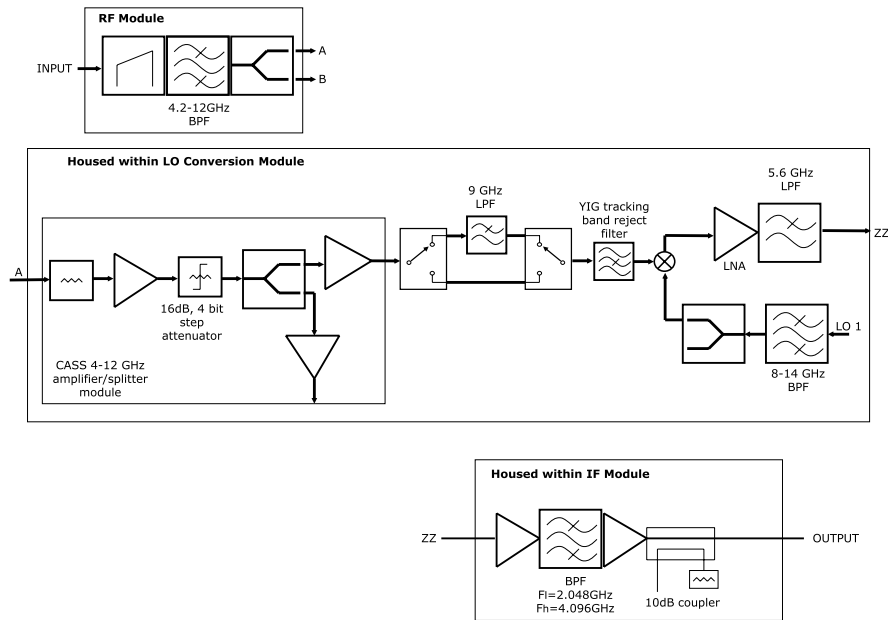 RF Module
INPUT
A
B
4.2-12GHz
BPF
Housed within LO Conversion Module
9 GHz
LPF
YIG tracking
band reject
filter
5.6 GHz
LPF
ZZ
LNA
A
16dB, 4 bit
step
attenuator
CASS 4-12 GHz
amplifier/splitter
module
LO 1
8-14 GHz
BPF
Housed within IF Module
ZZ
OUTPUT
BPF
Fl=2.048GHz
Fh=4.096GHz
10dB coupler